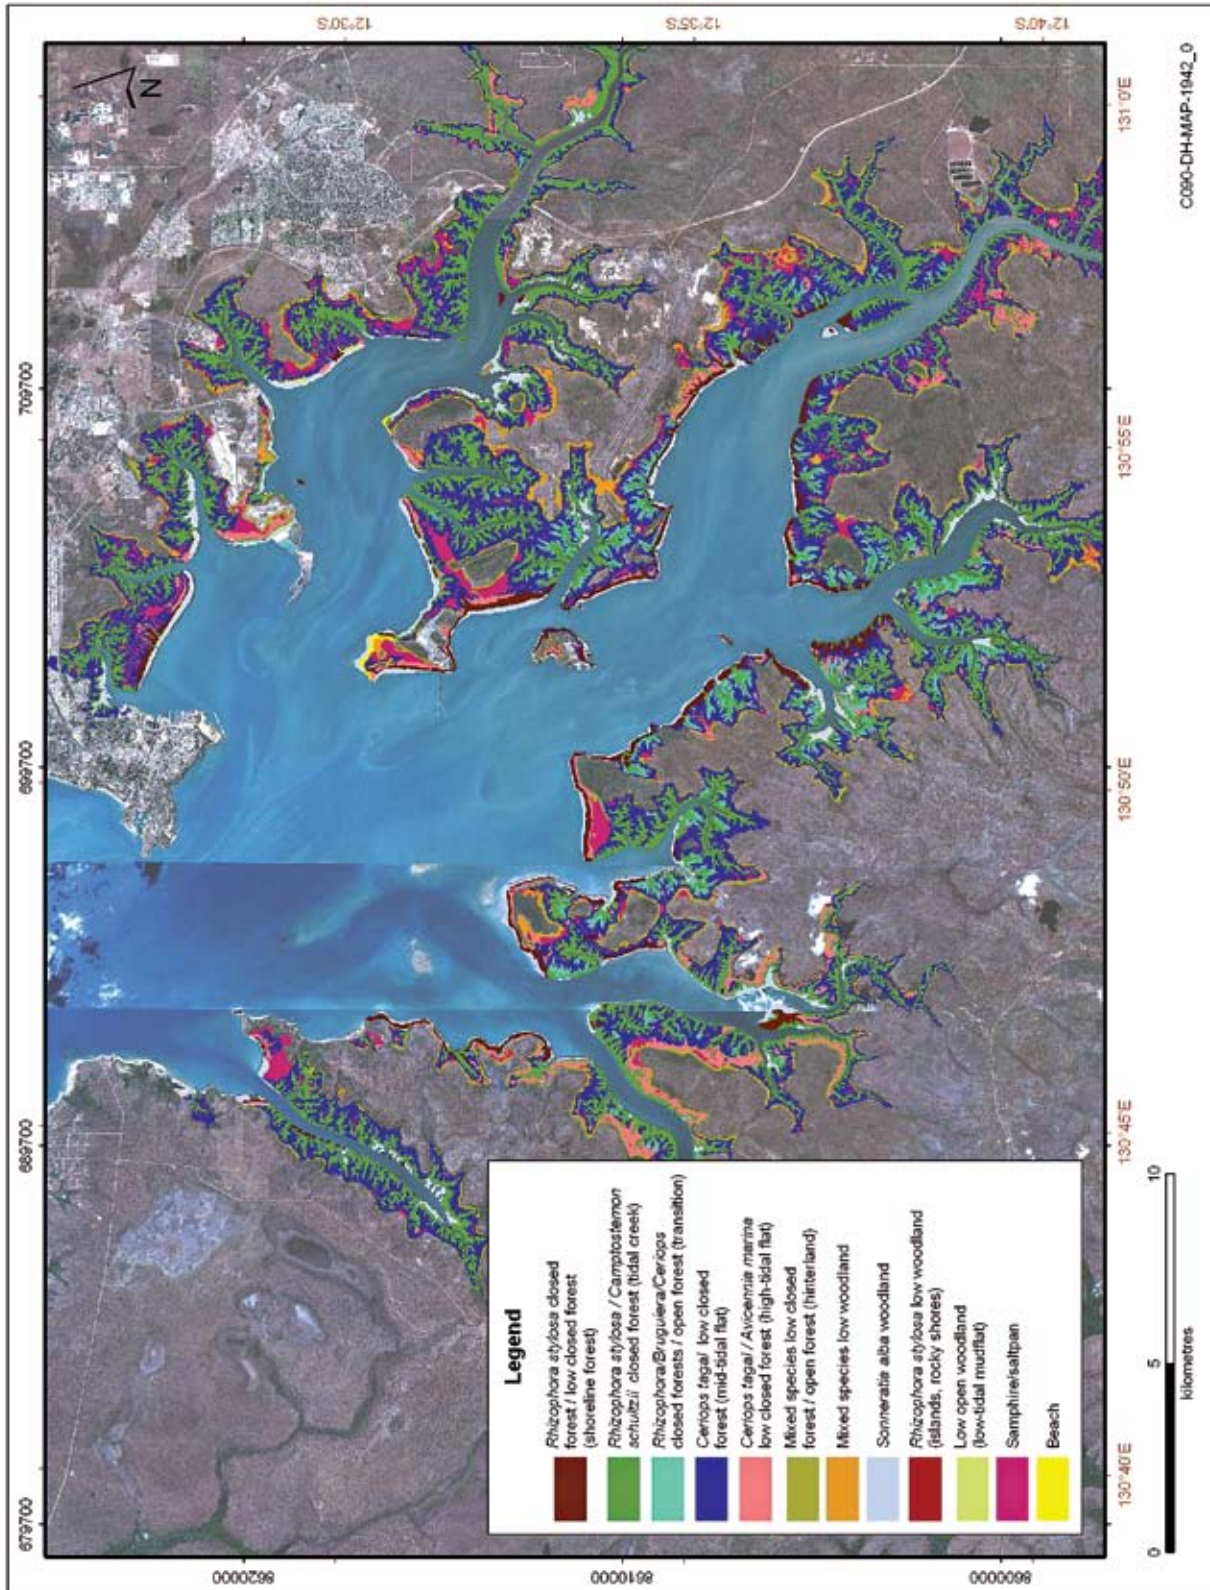 12°30'S
12°35'S
12°40'S
N
709700
699700
689700
679700
131°0'E
130°55'E
130°50'E
130°45'E
130°40'E
8620000
8610000
8600000
Legend
Rhizophora stylosa closed
forest / low closed forest
(shoreline forest)
Rhizophora stylosa / Camptostemon
schultzii closed forest (tidal creek)
Rhizophora/Bruguiera/Ceriops
closed forests / open forest (transition)
Ceriops tagal low closed
forest (mid-tidal flat)
Ceriops tagal / Avicennia marina
low closed forest (high-tidal flat)
Mixed species low closed
forest / open forest (hinterland)
Mixed species low woodland
Sonneratia alba woodland
Rhizophora stylosa low woodland
(islands, rocky shores)
Low open woodland
(low-tidal mudflat)
Samphire/saltpan
Beach
0
5
10
kilometres
C090-DH-MAP-1942_0